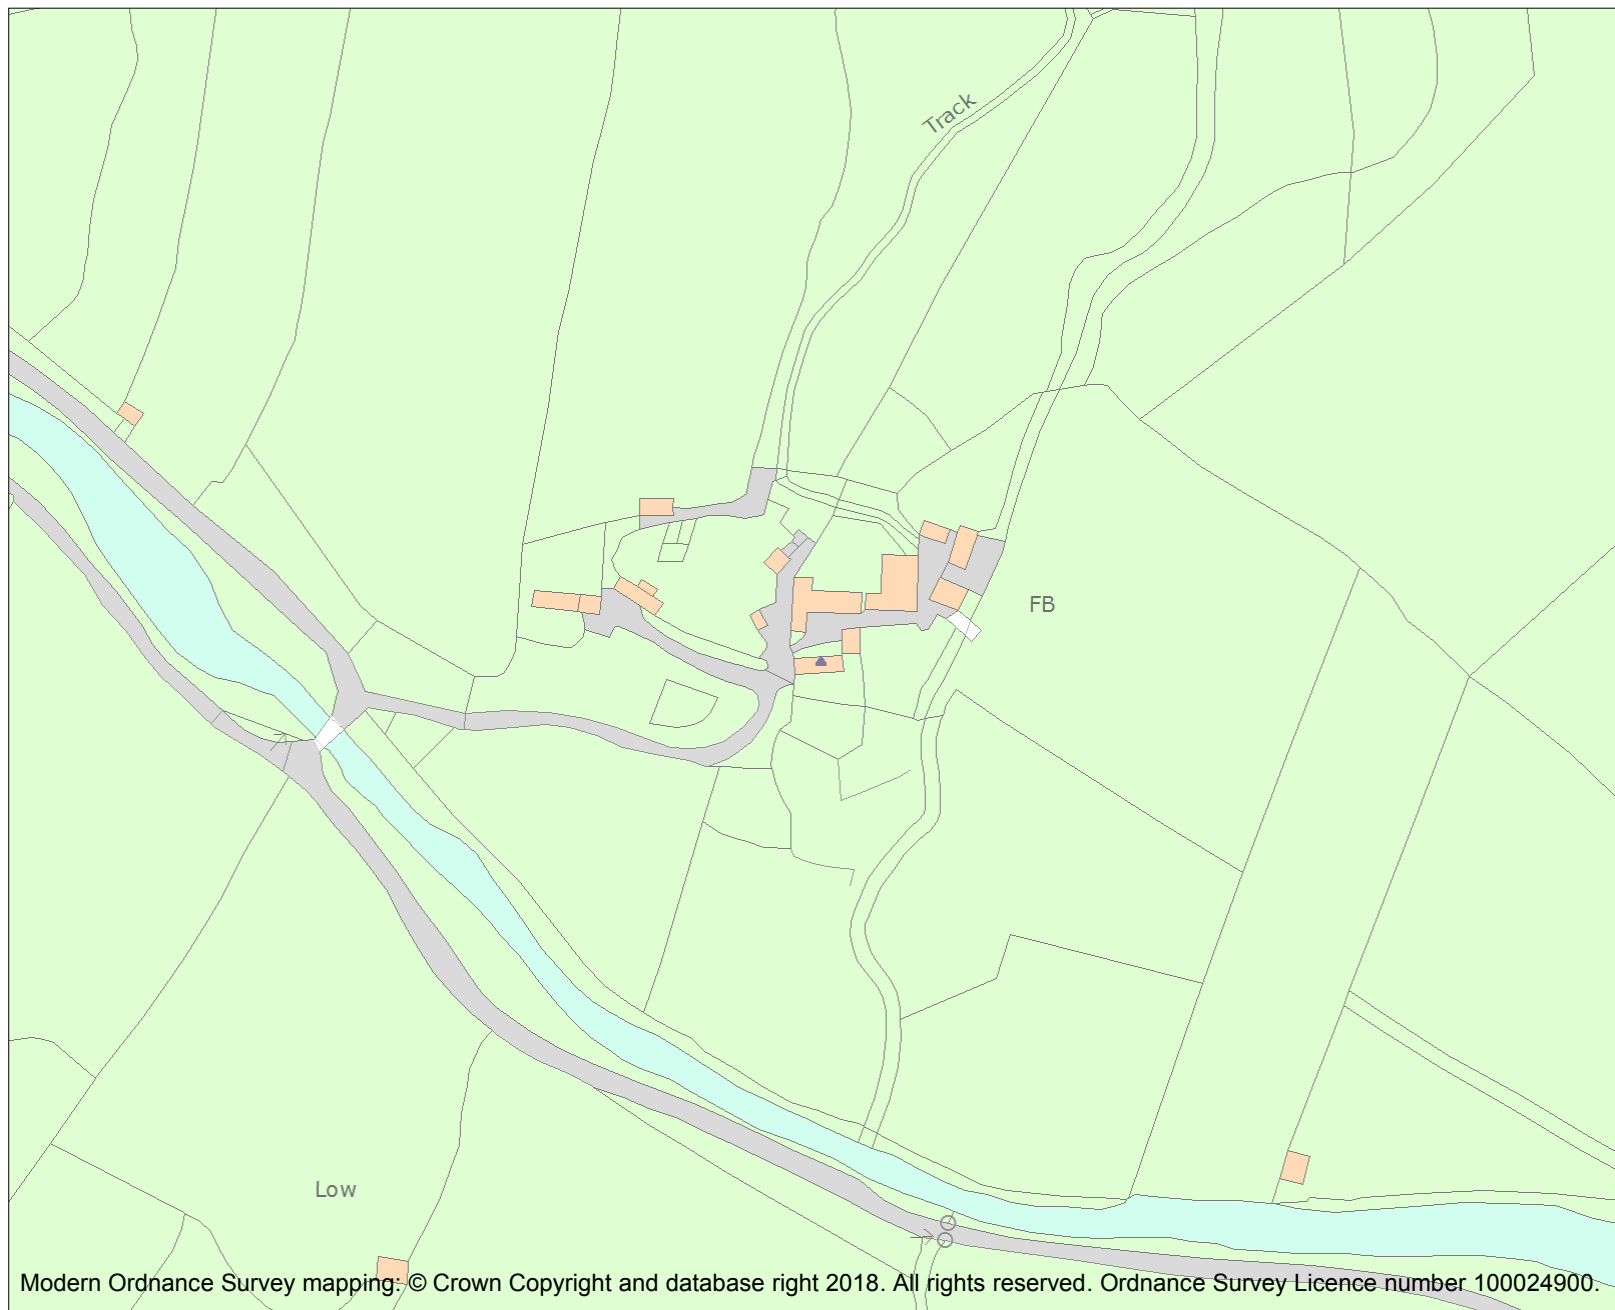 Track
FB
Low
Modern Ordnance Survey mapping: © Crown Copyright and database right 2018. All rights reserved. Ordnance Survey Licence number 100024900.